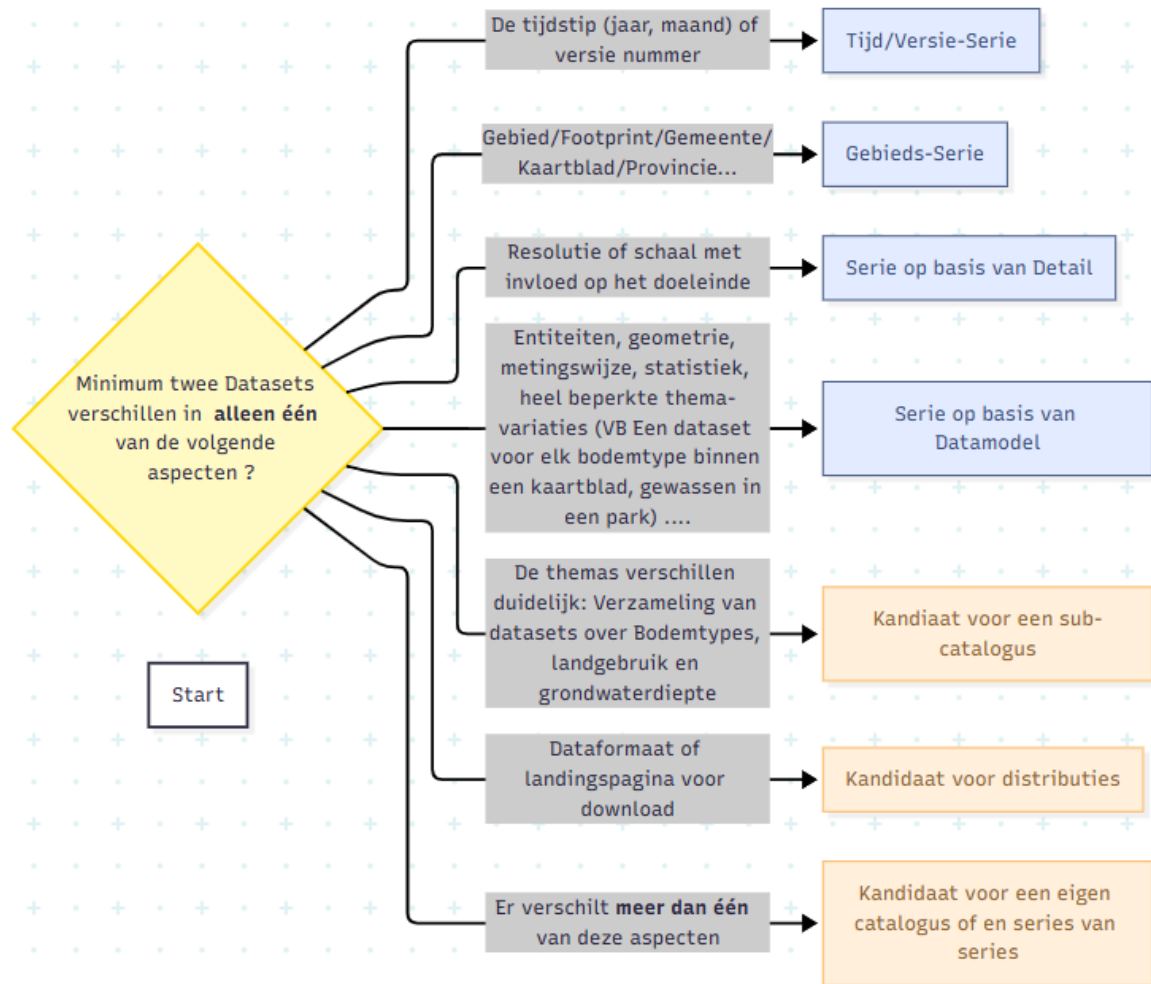 De tijdstip (jaar, maand) of
versie nummer
Tijd/Versie-Serie
Gebied/Footprint/Gemeente/
Kaartblad/Provincie...
Gebieds-Serie
Resolutie of schaal met
invloed op het doeleinde
Serie op basis van Detail
Minimum twee Datasets
verschillen in alleen één
van de volgende
aspecten ?
Entiteiten, geometrie,
metingswijze, statistiek,
heel beperkte thema-
variaties (VB Een dataset
voor elk bodemtype binnen
een kaartblad, gewassen in
een park) ....
Serie op basis van
Datamodel
De themas verschillen
duidelijk: Verzameling van
datasets over Bodemtypes,
landgebruik en
grondwaterdiepte
Kandiaat voor een sub-
catalogus
Start
Dataformaat of
landingspagina voor
download
Kandidaat voor distributies
Er verschilt meer dan één
van deze aspecten
Kandidaat voor een eigen
catalogus of en series van
series